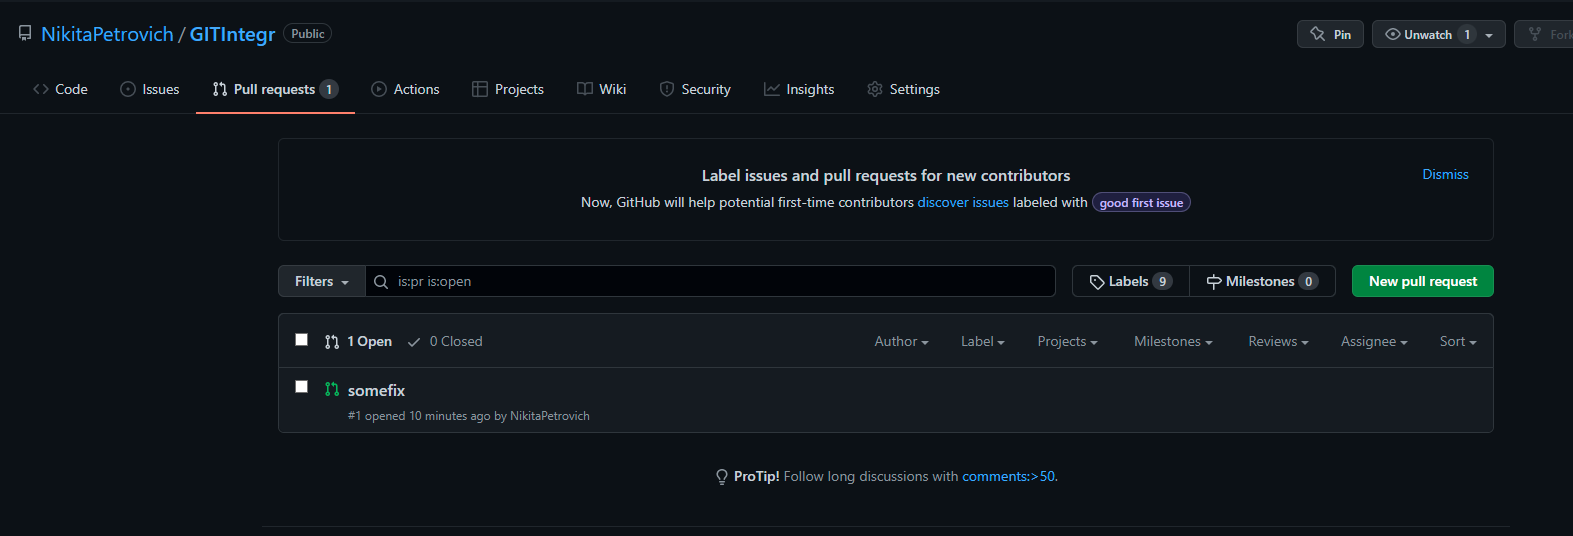 NikitaPetrovich / GITIntegr Public Pin Unwatch 1 Fork
Code Issues Pull requests 1 Actions Projects Wiki Security Insights Settings
Label issues and pull requests for new contributors Dismiss
Now, GitHub will help potential first-time contributors discover issues labeled with good first issue
Filters is:pr is:open Labels 9 Milestones 0 New pull request
1 Open 0 Closed Author Label Projects Milestones Reviews Assignee Sort
somefix
#1 opened 10 minutes ago by NikitaPetrovich
ProTip! Follow long discussions with comments:>50.